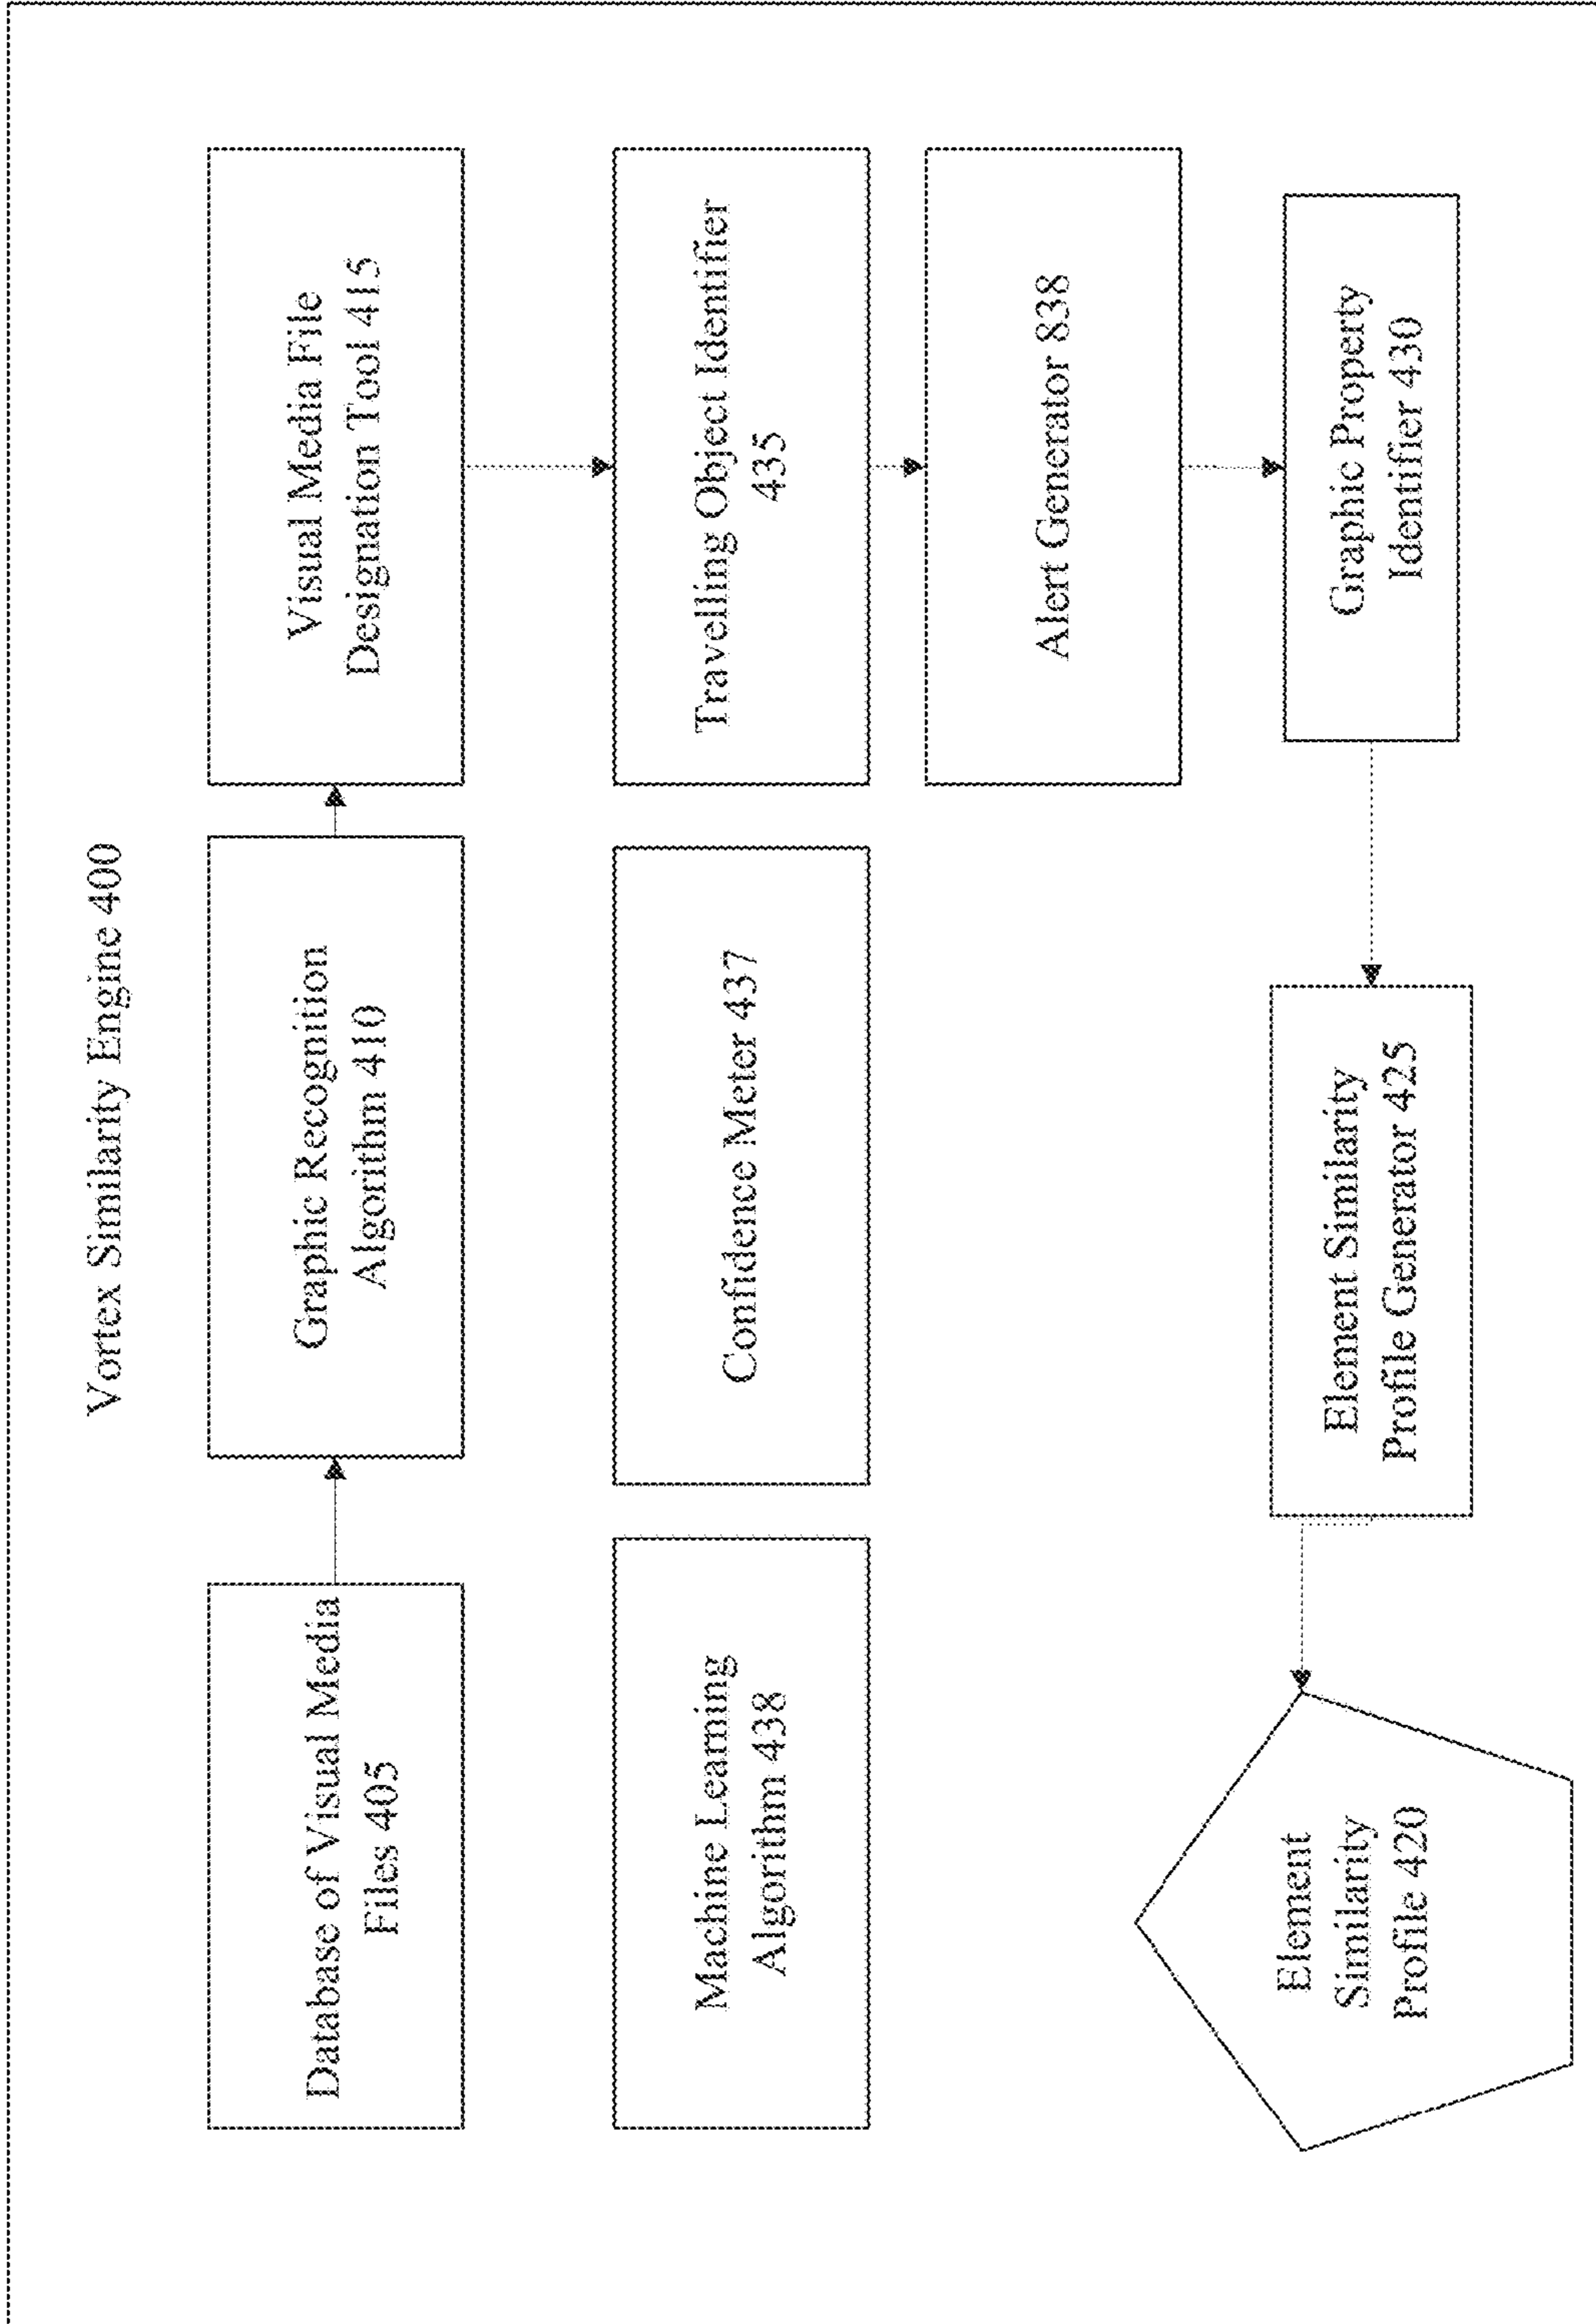 Vortex Similarity Engine 400
Database of Visual Media
Files 405
Graphic Recognition
Algorithm 410
Visual Media File
Designation Tool 415
Machine Learning
Algorithm 438
Confidence Meter 437
Travelling Object Identifier
435
Alert Generator 838
Element
Similarity
Profile 420
Element Similarity
Profile Generator 425
Graphic Property
Identifier 430